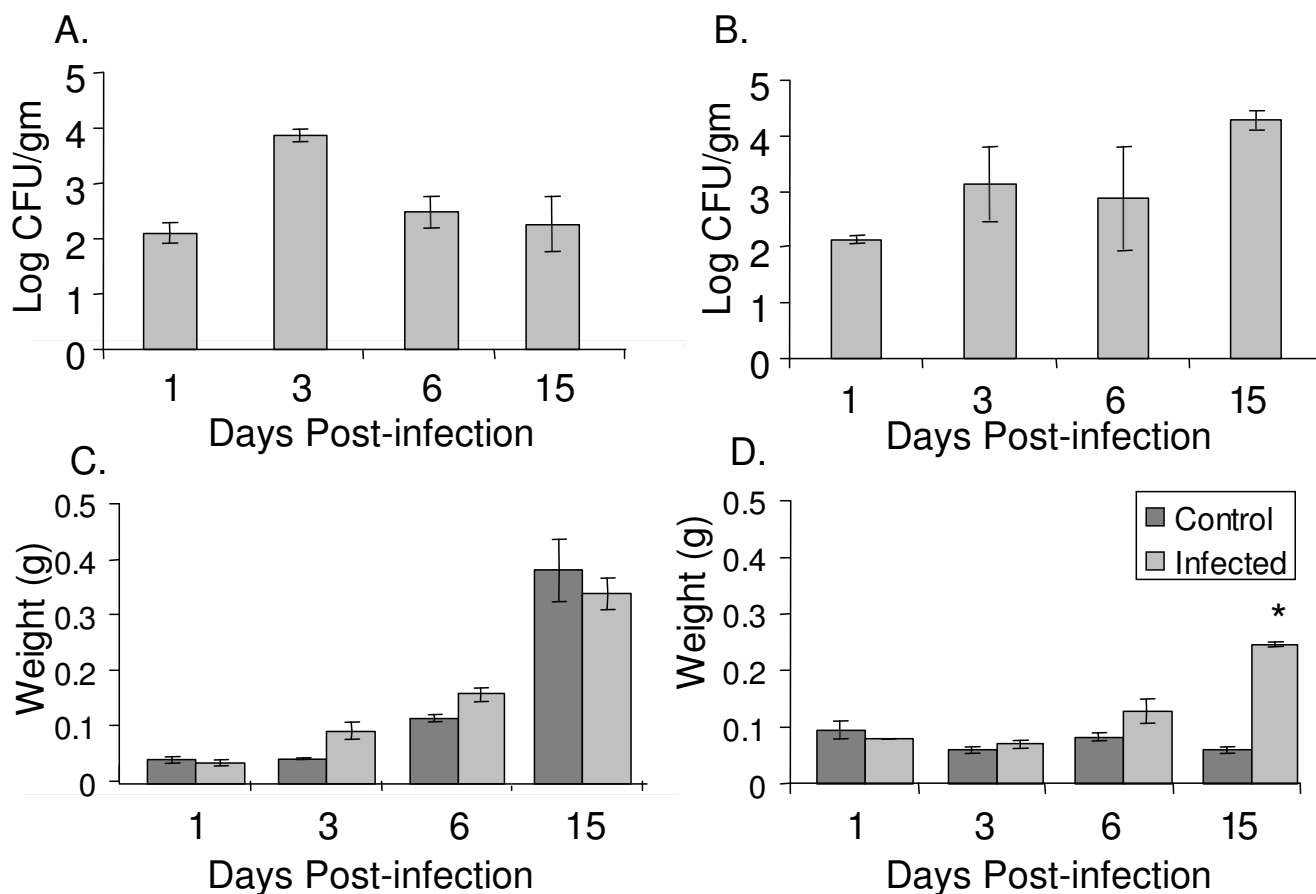 A.
Log CFU/gm
5
4
3
2
1
0
1 3 6 15
Days Post-infection
B.
Log CFU/gm
5
4
3
2
1
0
1 3 6 15
Days Post-infection
C.
Weight (g)
0.5
0.4
0.3
0.2
0.1
0
1 3 6 15
Days Post-infection
D.
Weight (g)
0.5
0.4
0.3
0.2
0.1
0
Control
Infected
*
1 3 6 15
Days Post-infection